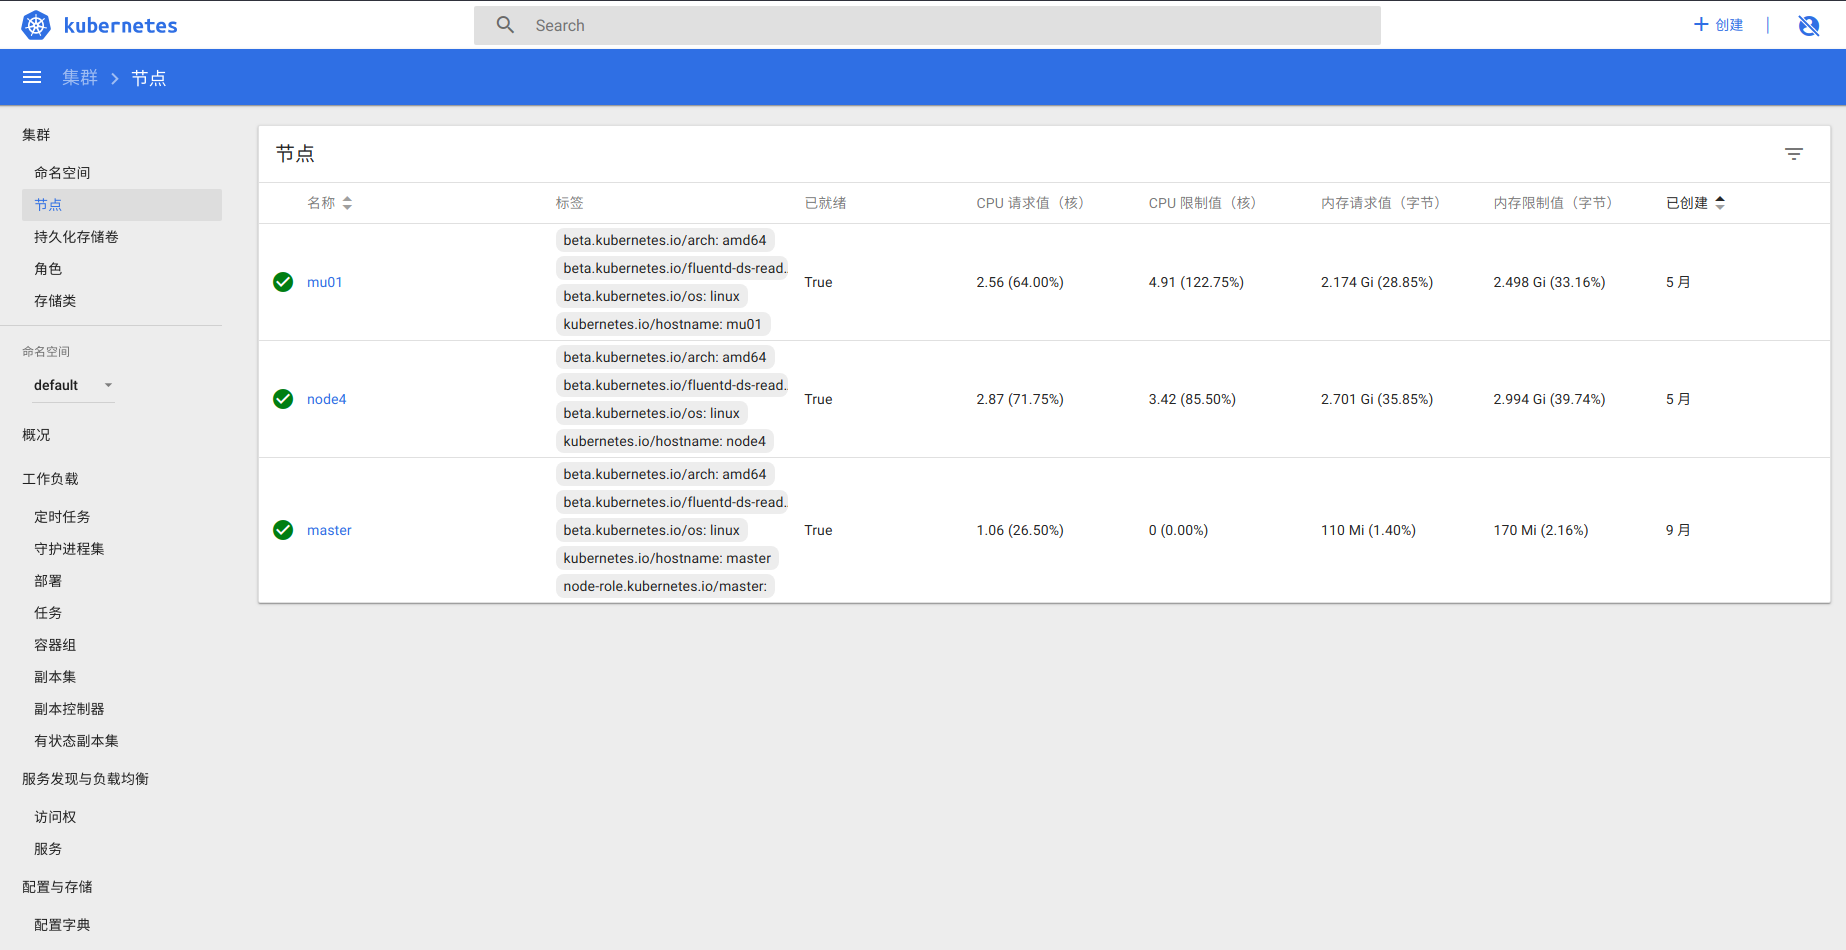 kubernetes
Search
创建
集群
节点
集群
命名空间
节点
持久化存储卷
角色
存储类
命名空间
default
概况
工作负载
定时任务
守护进程集
部署
任务
容器组
副本集
副本控制器
有状态副本集
服务发现与负载均衡
访问权
服务
配置与存储
配置字典
节点
名称 标签 已就绪 CPU 请求值（核） CPU 限制值（核） 内存请求值（字节） 内存限制值（字节） 已创建
beta.kubernetes.io/arch: amd64
beta.kubernetes.io/fluentd-ds-read..
mu01 True 2.56 (64.00%) 4.91 (122.75%) 2.174 Gi (28.85%) 2.498 Gi (33.16%) 5 月
beta.kubernetes.io/os: linux
kubernetes.io/hostname: mu01
beta.kubernetes.io/arch: amd64
beta.kubernetes.io/fluentd-ds-read..
node4 True 2.87 (71.75%) 3.42 (85.50%) 2.701 Gi (35.85%) 2.994 Gi (39.74%) 5 月
beta.kubernetes.io/os: linux
kubernetes.io/hostname: node4
beta.kubernetes.io/arch: amd64
beta.kubernetes.io/fluentd-ds-read..
master beta.kubernetes.io/os: linux True 1.06 (26.50%) 0 (0.00%) 110 Mi (1.40%) 170 Mi (2.16%) 9 月
kubernetes.io/hostname: master
node-role.kubernetes.io/master: